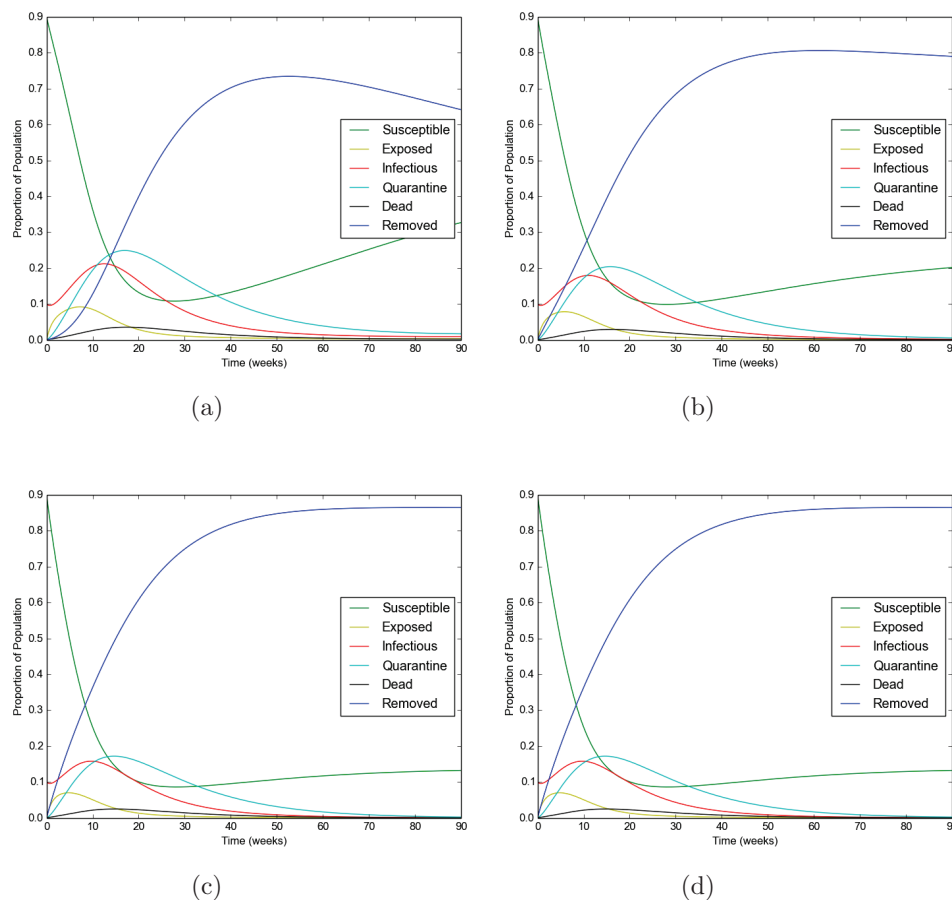 0.9
0.8
0.7
0.6
0.5
0.4
0.3
0.2
0.1
0.0
Proportion of Population
Susceptible
Exposed
Infectious
Quarantine
Dead
Removed
0 10 20 30 40 50 60 70 80 90
Time (weeks)
(a)
0.9
0.8
0.7
0.6
0.5
0.4
0.3
0.2
0.1
0.0
Proportion of Population
Susceptible
Exposed
Infectious
Quarantine
Dead
Removed
0 10 20 30 40 50 60 70 80 90
Time (weeks)
(b)
0.9
0.8
0.7
0.6
0.5
0.4
0.3
0.2
0.1
0.0
Proportion of Population
Susceptible
Exposed
Infectious
Quarantine
Dead
Removed
0 10 20 30 40 50 60 70 80 90
Time (weeks)
(c)
0.9
0.8
0.7
0.6
0.5
0.4
0.3
0.2
0.1
0.0
Proportion of Population
Susceptible
Exposed
Infectious
Quarantine
Dead
Removed
0 10 20 30 40 50 60 70 80 90
Time (weeks)
(d)